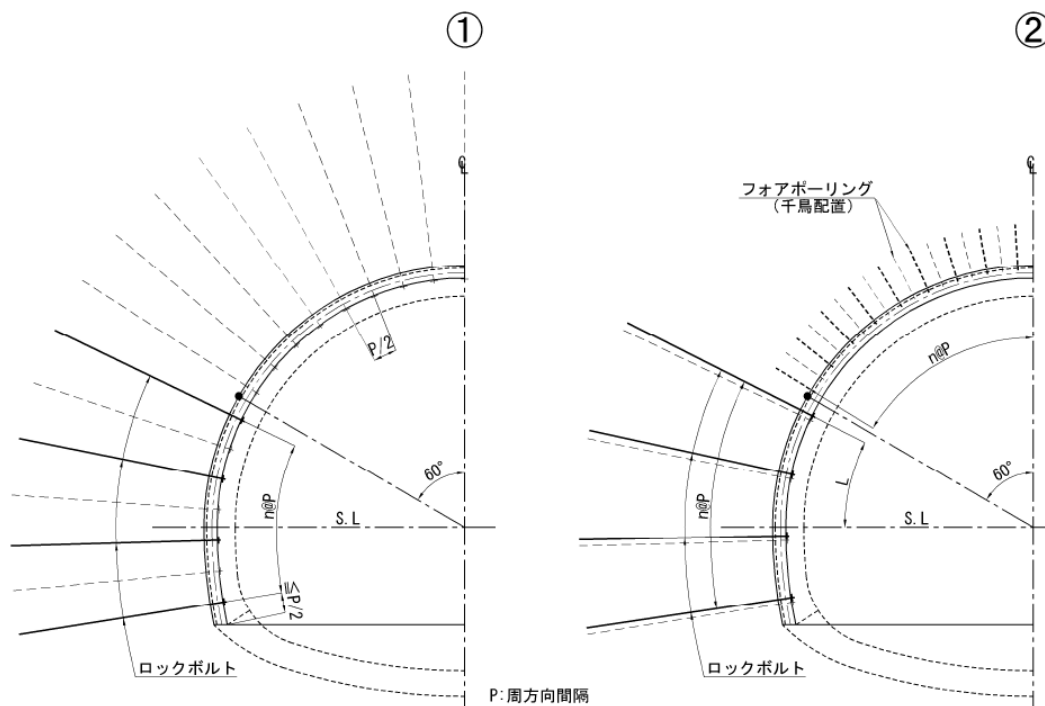 ①
℄
P/2
60°
n@P
S.L
≦P/2
ロックボルト
②
℄
フォアポーリング
(千鳥配置)
n@P
60°
L
n@P
S.L
ロックボルト
P:周方向間隔